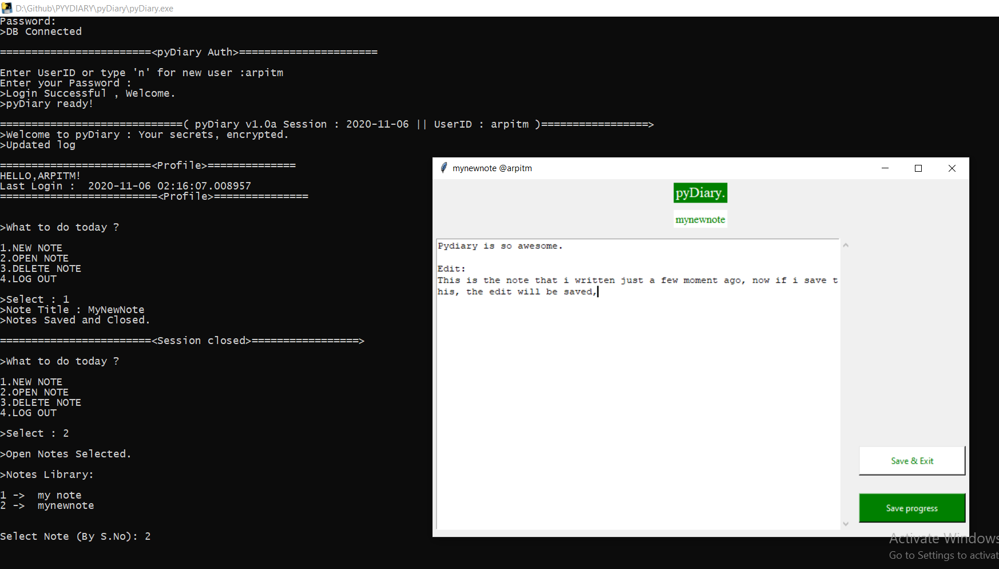 D:\Github\PYYDIARY\pyDiary\pyDiary.exe
Password:
>DB Connected
========================<pyDiary Auth>======================
Enter UserID or type 'n' for new user :arpitm
Enter your Password :
>Login Successful , Welcome.
>pyDiary ready!
=============================( pyDiary v1.0a Session : 2020-11-06 || UserID : arpitm )=================>
>Welcome to pyDiary : Your secrets, encrypted.
>Updated log
========================<Profile>==============
HELLO,ARPITM!
Last Login :  2020-11-06 02:16:07.008957
=========================<Profile>===============
>What to do today ?
1.NEW NOTE
2.OPEN NOTE
3.DELETE NOTE
4.LOG OUT
>Select : 1
>Note Title : MyNewNote
>Notes Saved and Closed.
========================<Session closed>=================>
>What to do today ?
1.NEW NOTE
2.OPEN NOTE
3.DELETE NOTE
4.LOG OUT
>Select : 2
>Open Notes Selected.
>Notes Library:
1 ->  my note
2 ->  mynewnote
Select Note (By S.No): 2
mynewnote @arpitm
pyDiary.
mynewnote
Pydiary is so awesome.
Edit:
This is the note that i written just a few moment ago, now if i save t
his, the edit will be saved,
Save & Exit
Save progress
Activate Windows
Go to Settings to activat